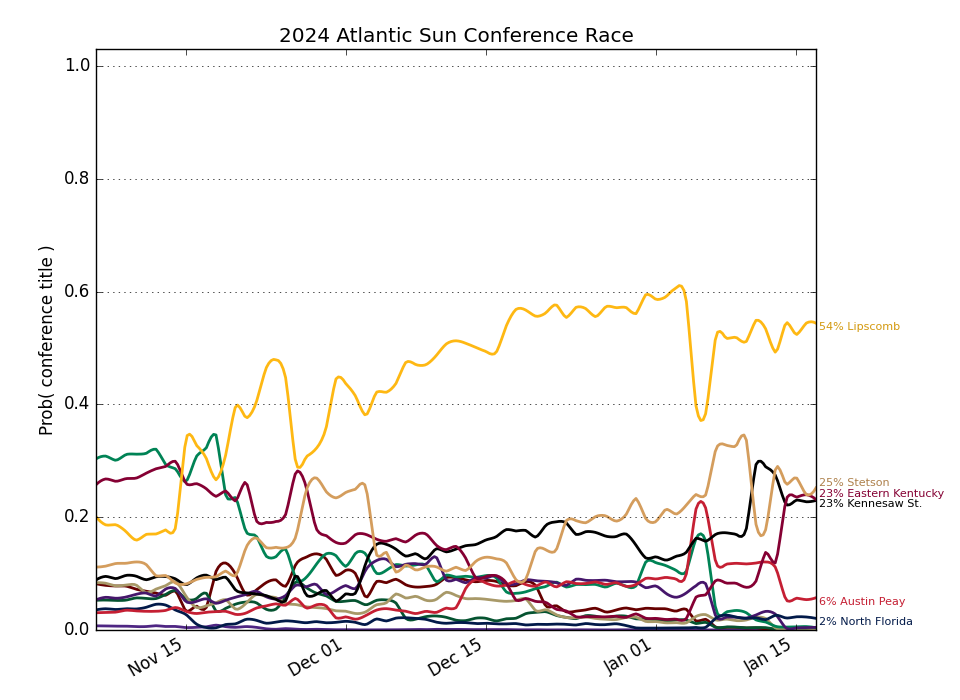 2024 Atlantic Sun Conference Race
Prob( conference title )
1.0
0.8
0.6
0.4
0.2
0.0
Nov 15
Dec 01
Dec 15
Jan 01
Jan 15
54% Lipscomb
25% Stetson
23% Eastern Kentucky
23% Kennesaw St.
6% Austin Peay
2% North Florida